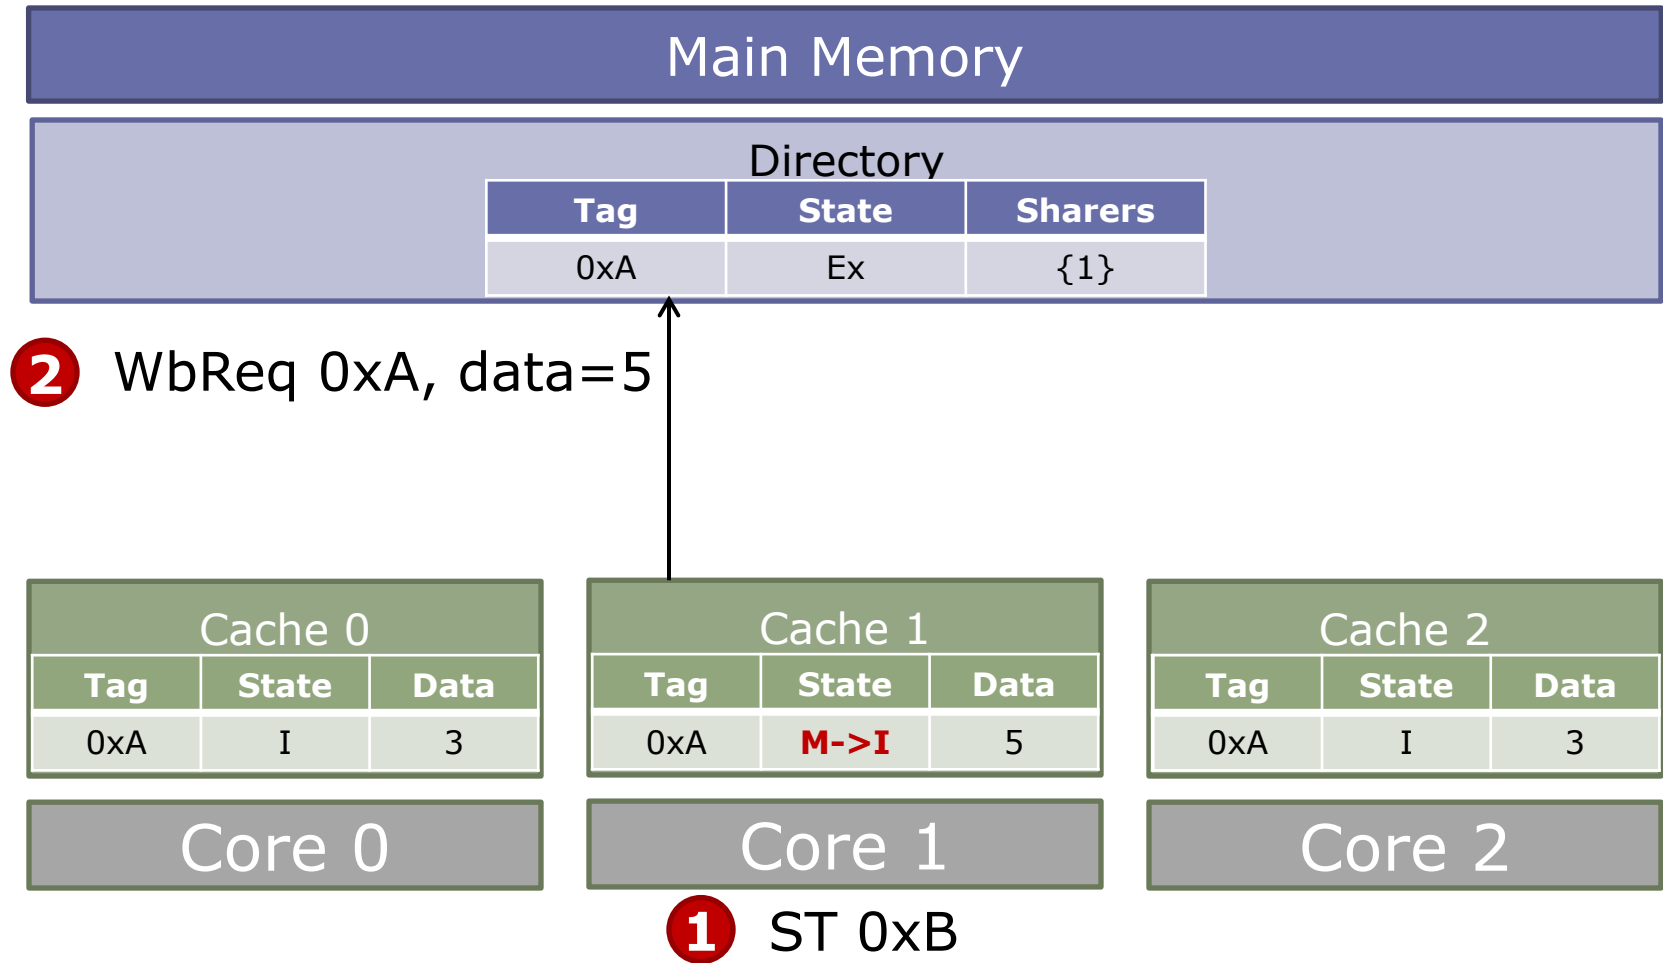 Main Memory
Directory
Tag State Sharers
0xA Ex {1}
2 WbReq 0xA, data=5
Cache 0
Tag State Data
0xA I 3
Core 0
Cache 1
Tag State Data
0xA M->I 5
Core 1
Cache 2
Tag State Data
0xA I 3
Core 2
1 ST 0xB